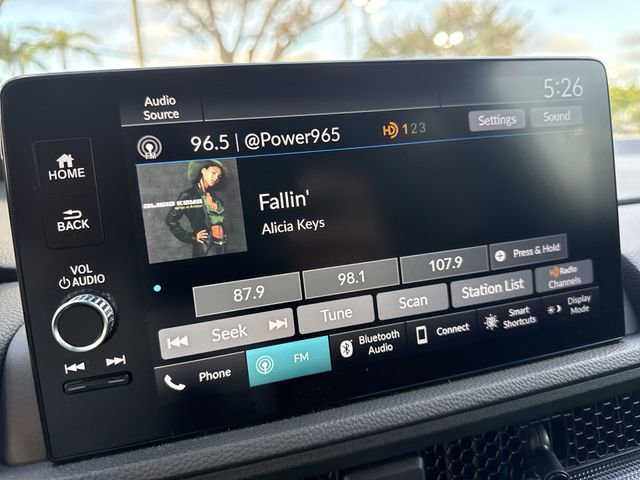 Audio
Source
5:26
HOME
FM
96.5 | @Power965
HD 1 2 3
Settings
Sound
BACK
ALICIA KEYS
Fallin'
Alicia Keys
VOL
AUDIO
87.9
98.1
107.9
Press & Hold
Seek
Tune
Scan
Station List
HD Radio
Channels
Phone
FM
Bluetooth
Audio
Connect
Smart
Shortcuts
Display
Mode